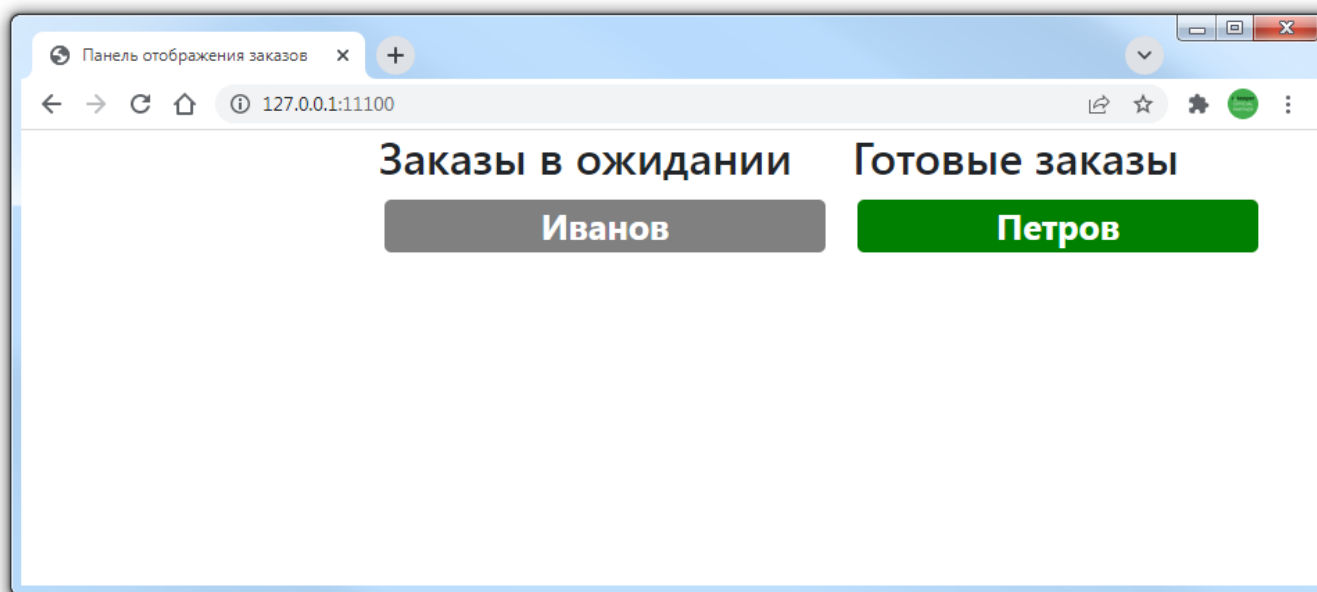 Панель отображения заказов
127.0.0.1:11100
Заказы в ожидании
Готовые заказы
Иванов
Петров